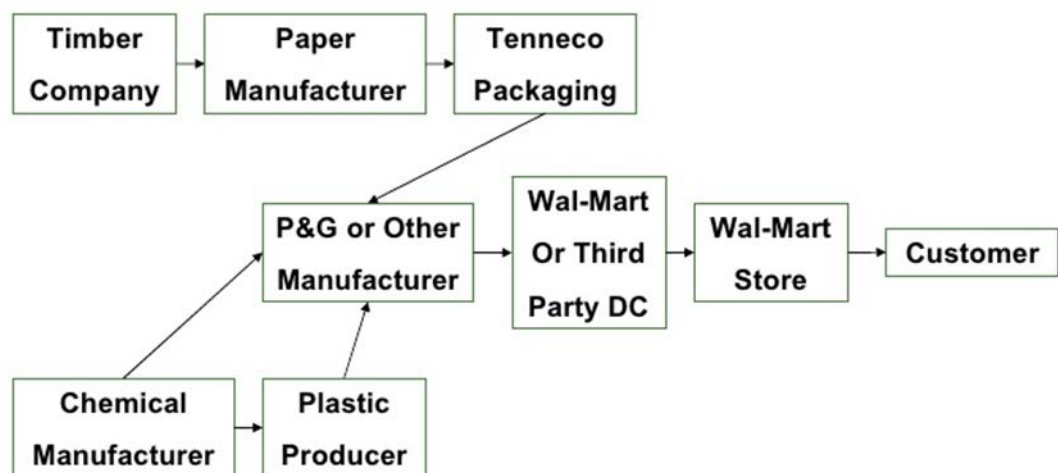 Timber
Company
Paper
Manufacturer
Tenneco
Packaging
P&G or Other
Manufacturer
Wal-Mart
Or Third
Party DC
Wal-Mart
Store
Customer
Chemical
Manufacturer
Plastic
Producer